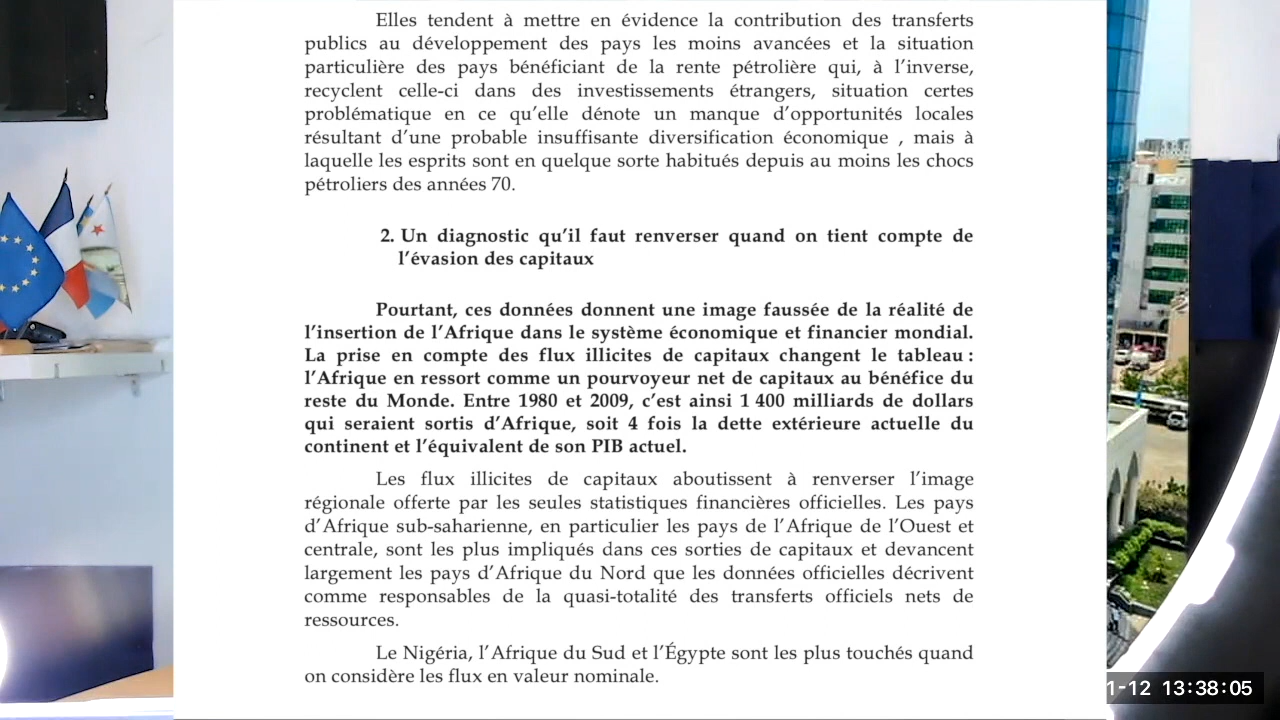 Elles tendent à mettre en évidence la contribution des transferts
publics au développement des pays les moins avancées et la situation
particulière des pays bénéficiant de la rente pétrolière qui, à l’inverse,
recyclent celle-ci dans des investissements étrangers, situation certes
problématique en ce qu’elle dénote un manque d’opportunités locales
résultant d’une probable insuffisante diversification économique , mais à
laquelle les esprits sont en quelque sorte habitués depuis au moins les chocs
pétroliers des années 70.
2. Un diagnostic qu’il faut renverser quand on tient compte de
l’évasion des capitaux
Pourtant, ces données donnent une image faussée de la réalité de
l’insertion de l’Afrique dans le système économique et financier mondial.
La prise en compte des flux illicites de capitaux changent le tableau :
l’Afrique en ressort comme un pourvoyeur net de capitaux au bénéfice du
reste du Monde. Entre 1980 et 2009, c’est ainsi 1 400 milliards de dollars
qui seraient sortis d’Afrique, soit 4 fois la dette extérieure actuelle du
continent et l’équivalent de son PIB actuel.
Les flux illicites de capitaux aboutissent à renverser l’image
régionale offerte par les seules statistiques financières officielles. Les pays
d’Afrique sub-saharienne, en particulier les pays de l’Afrique de l’Ouest et
centrale, sont les plus impliqués dans ces sorties de capitaux et devancent
largement les pays d’Afrique du Nord que les données officielles décrivent
comme responsables de la quasi-totalité des transferts officiels nets de
ressources.
Le Nigéria, l’Afrique du Sud et l’Égypte sont les plus touchés quand
on considère les flux en valeur nominale.
1-12 13:38:05